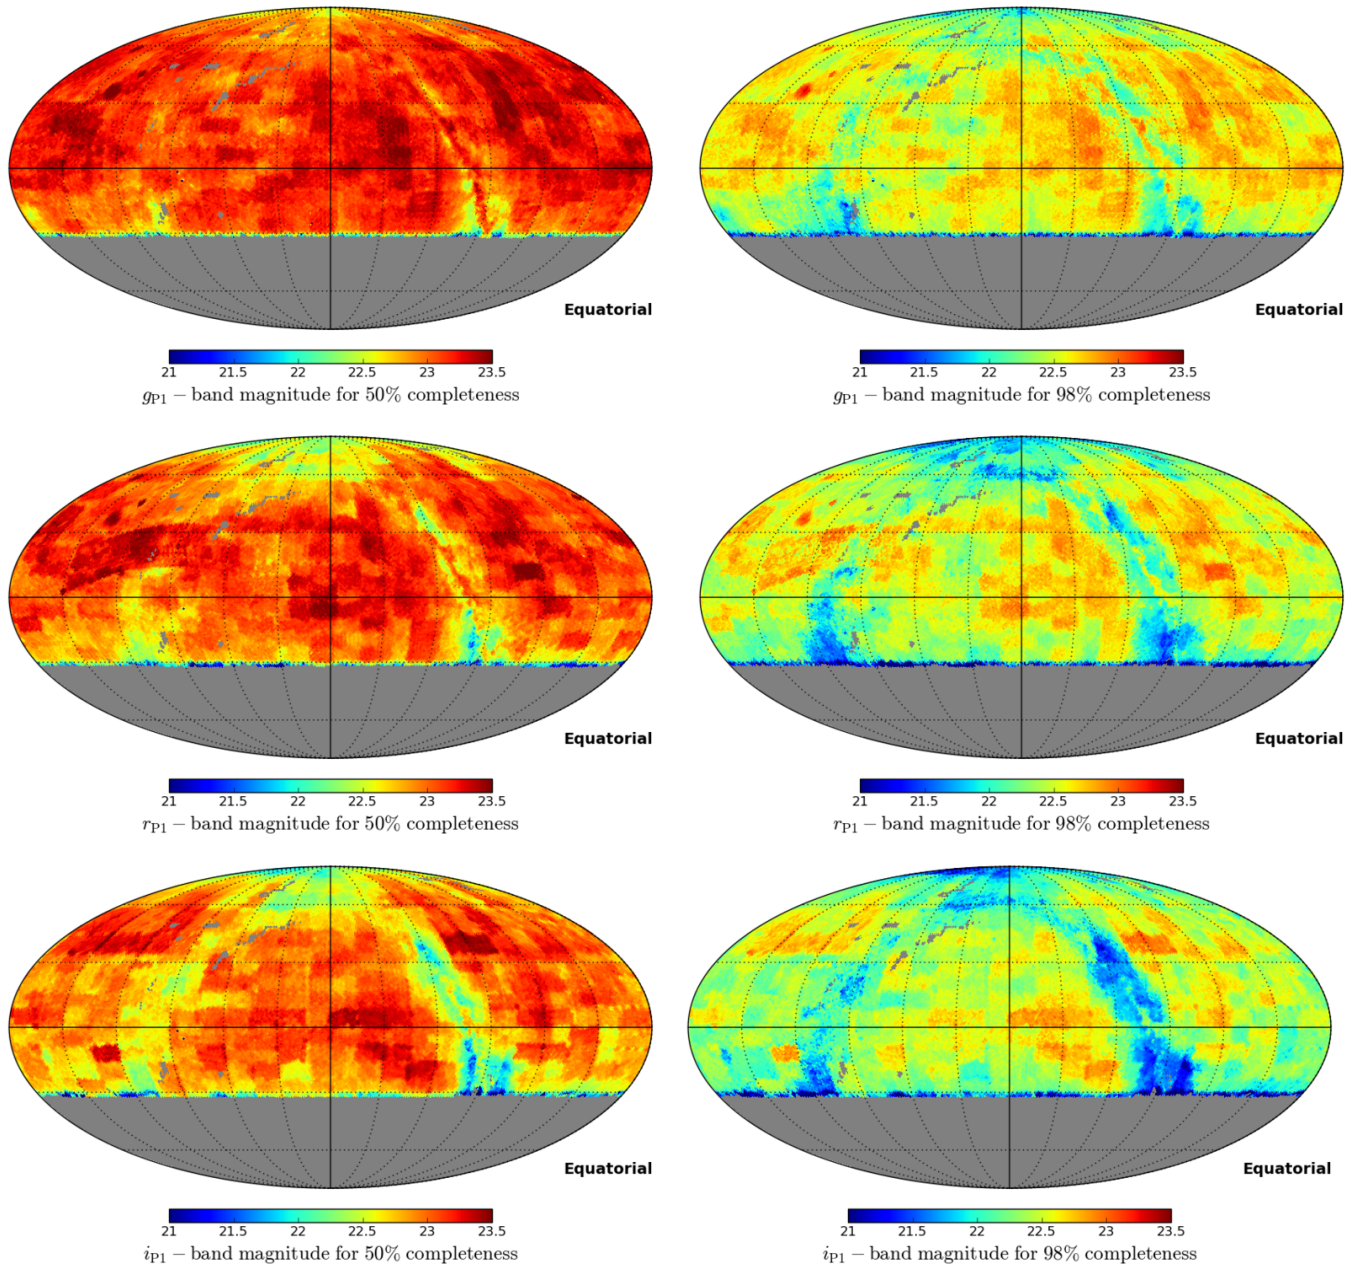 Equatorial Equatorial
21 21.5 22 22.5 23 23.5 21 21.5 22 22.5 23 23.5
gP1 – band magnitude for 50% completeness gP1 – band magnitude for 98% completeness
Equatorial Equatorial
21 21.5 22 22.5 23 23.5 21 21.5 22 22.5 23 23.5
rP1 – band magnitude for 50% completeness rP1 – band magnitude for 98% completeness
Equatorial Equatorial
21 21.5 22 22.5 23 23.5 21 21.5 22 22.5 23 23.5
iP1 – band magnitude for 50% completeness iP1 – band magnitude for 98% completeness